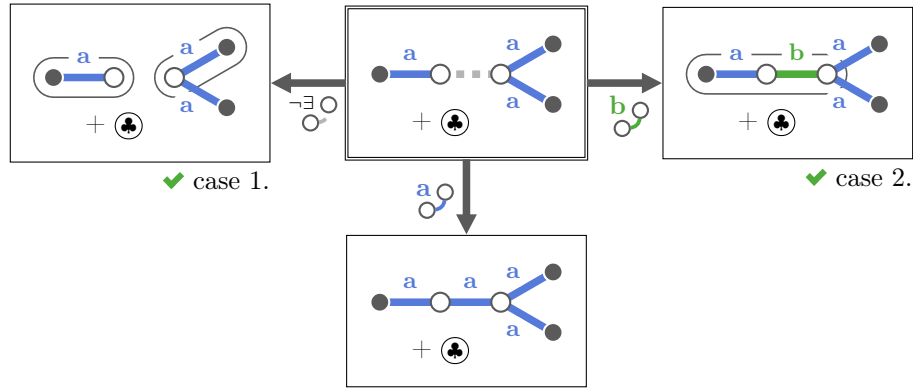 a a a
+ ♣
✔ case 1.
¬∃
a a a
+ ♣
b
a b a a
+ ♣
✔ case 2.
a
a a a a
+ ♣